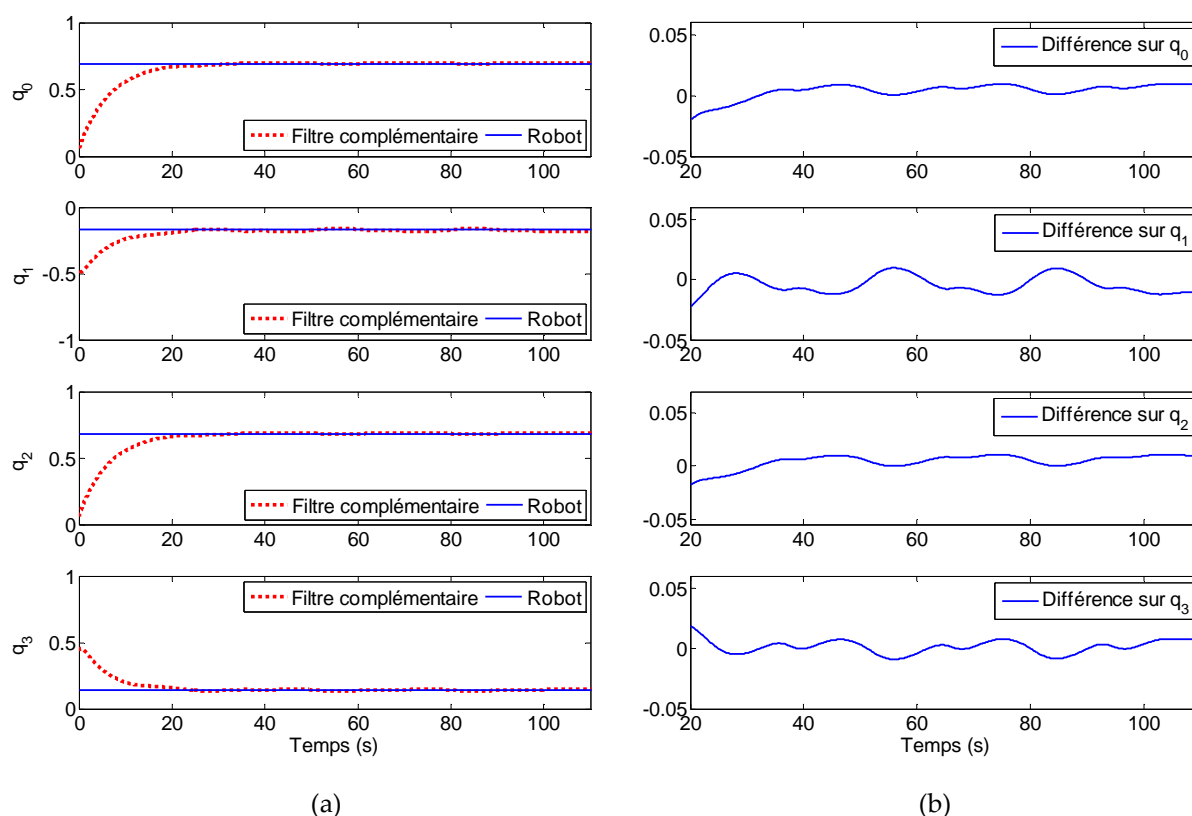 1
0.5
0
q0
Filtre complémentaire Robot
0 20 40 60 80 100
0
-0.5
-1
q1
Filtre complémentaire Robot
0 20 40 60 80 100
1
0.5
0
q2
Filtre complémentaire Robot
0 20 40 60 80 100
1
0.5
0
q3
Filtre complémentaire Robot
0 20 40 60 80 100
Temps (s)
(a)
0.05
0
-0.05
Différence sur q0
20 40 60 80 100
0.05
0
-0.05
Différence sur q1
20 40 60 80 100
0.05
0
-0.05
Différence sur q2
20 40 60 80 100
0.05
0
-0.05
Différence sur q3
20 40 60 80 100
Temps (s)
(b)